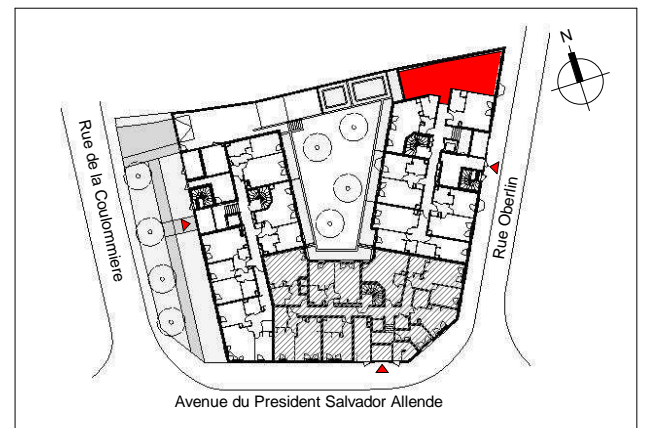 N
Rue de la Coulommiere
Rue Oberlin
Avenue du President Salvador Allende